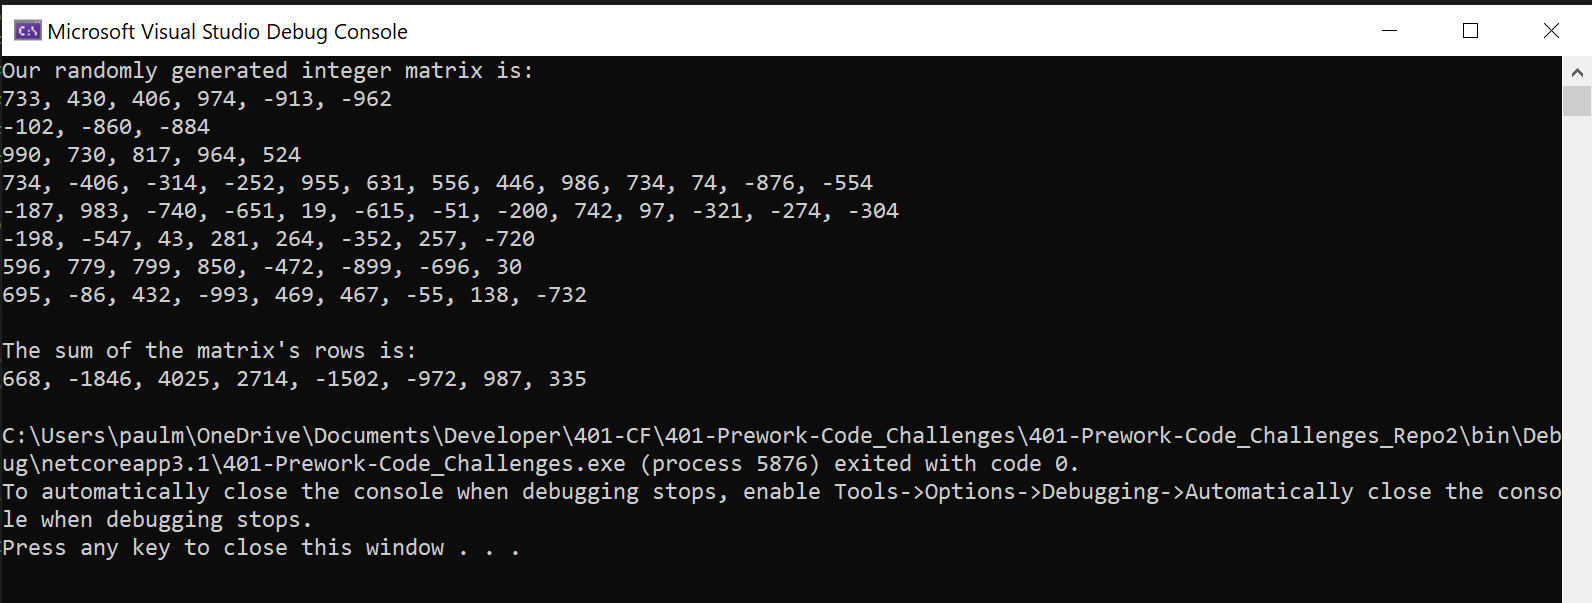 C:\
Microsoft Visual Studio Debug Console
Our randomly generated integer matrix is:
733, 430, 406, 974, -913, -962
-102, -860, -884
990, 730, 817, 964, 524
734, -406, -314, -252, 955, 631, 556, 446, 986, 734, 74, -876, -554
-187, 983, -740, -651, 19, -615, -51, -200, 742, 97, -321, -274, -304
-198, -547, 43, 281, 264, -352, 257, -720
596, 779, 799, 850, -472, -899, -696, 30
695, -86, 432, -993, 469, 467, -55, 138, -732
The sum of the matrix's rows is:
668, -1846, 4025, 2714, -1502, -972, 987, 335
C:\Users\paulm\OneDrive\Documents\Developer\401-CF\401-Prework-Code_Challenges\401-Prework-Code_Challenges_Repo2\bin\Deb
ug\netcoreapp3.1\401-Prework-Code_Challenges.exe (process 5876) exited with code 0.
To automatically close the console when debugging stops, enable Tools->Options->Debugging->Automatically close the conso
le when debugging stops.
Press any key to close this window . . .